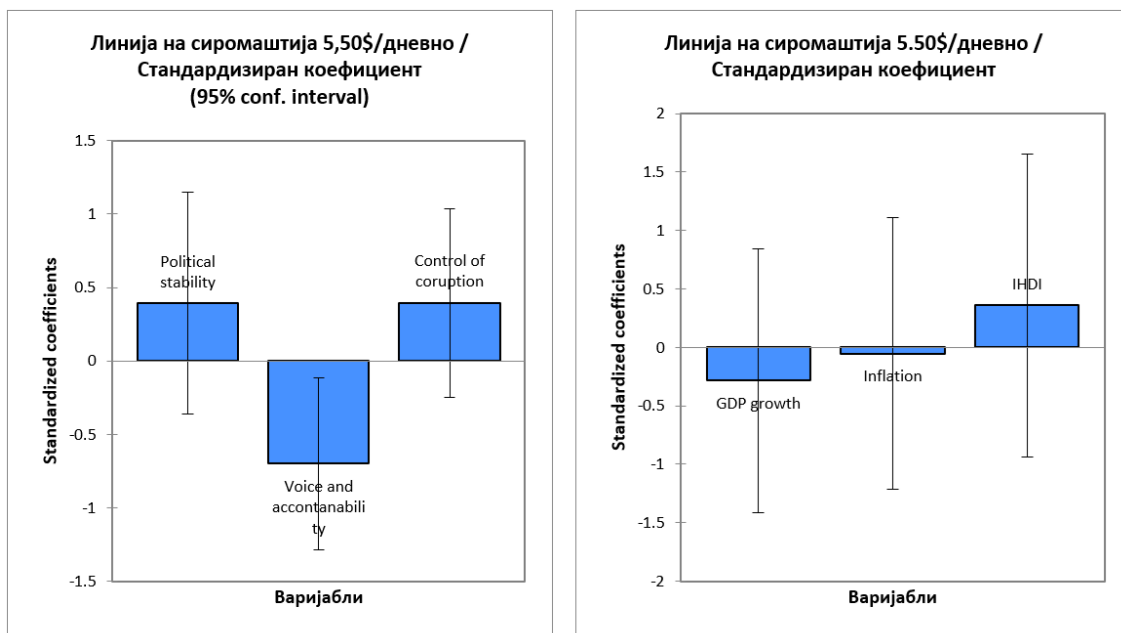 Линија на сиромаштија 5,50$/дневно /
Стандардизиран коефициент
(95% conf. interval)
1.5
1
0.5
0
-0.5
-1
-1.5
Standardized coefficients
Political
stability
Voice and
accontanabili
ty
Control of
coruption
Варијабли
Линија на сиромаштија 5.50$/дневно /
Стандардизиран коефициент
2
1.5
1
0.5
0
-0.5
-1
-1.5
-2
Standardized coefficients
GDP growth
Inflation
IHDI
Варијабли